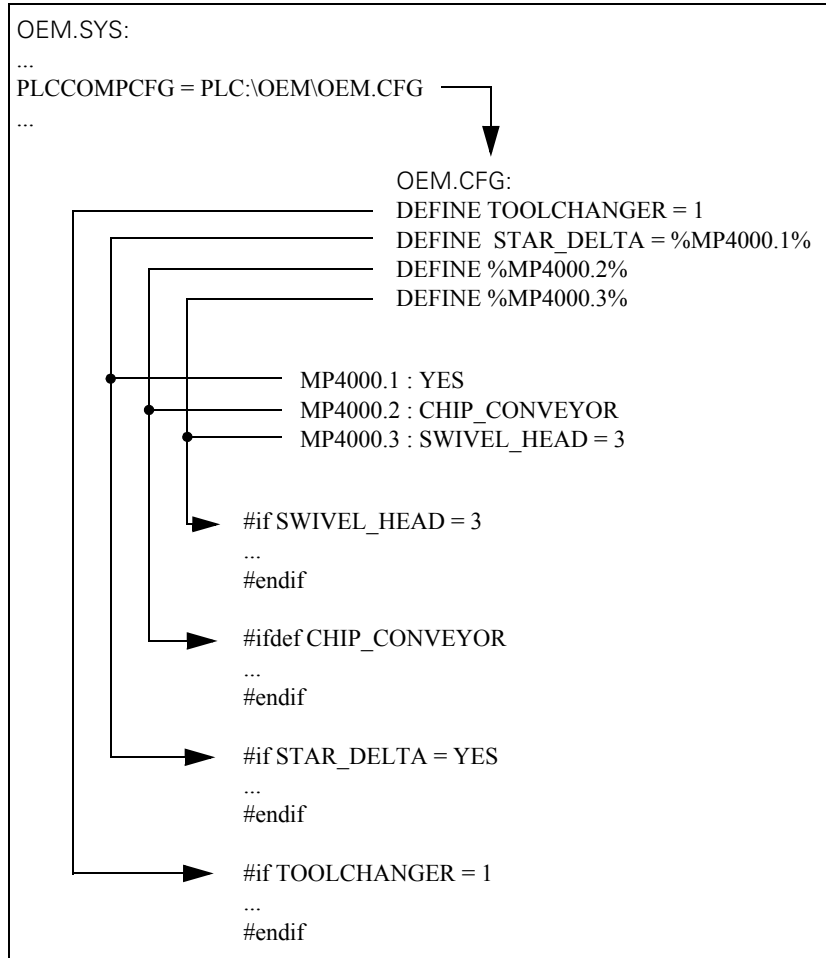 OEM.SYS:
...
PLCCOMPCFG = PLC:\OEM\OEM.CFG
...
OEM.CFG:
DEFINE TOOLCHANGER = 1
DEFINE  STAR_DELTA = %MP4000.1%
DEFINE %MP4000.2%
DEFINE %MP4000.3%
MP4000.1 : YES
MP4000.2 : CHIP_CONVEYOR
MP4000.3 : SWIVEL_HEAD = 3
#if SWIVEL_HEAD = 3
...
#endif
#ifdef CHIP_CONVEYOR
...
#endif
#if STAR_DELTA = YES
...
#endif
#if TOOLCHANGER = 1
...
#endif